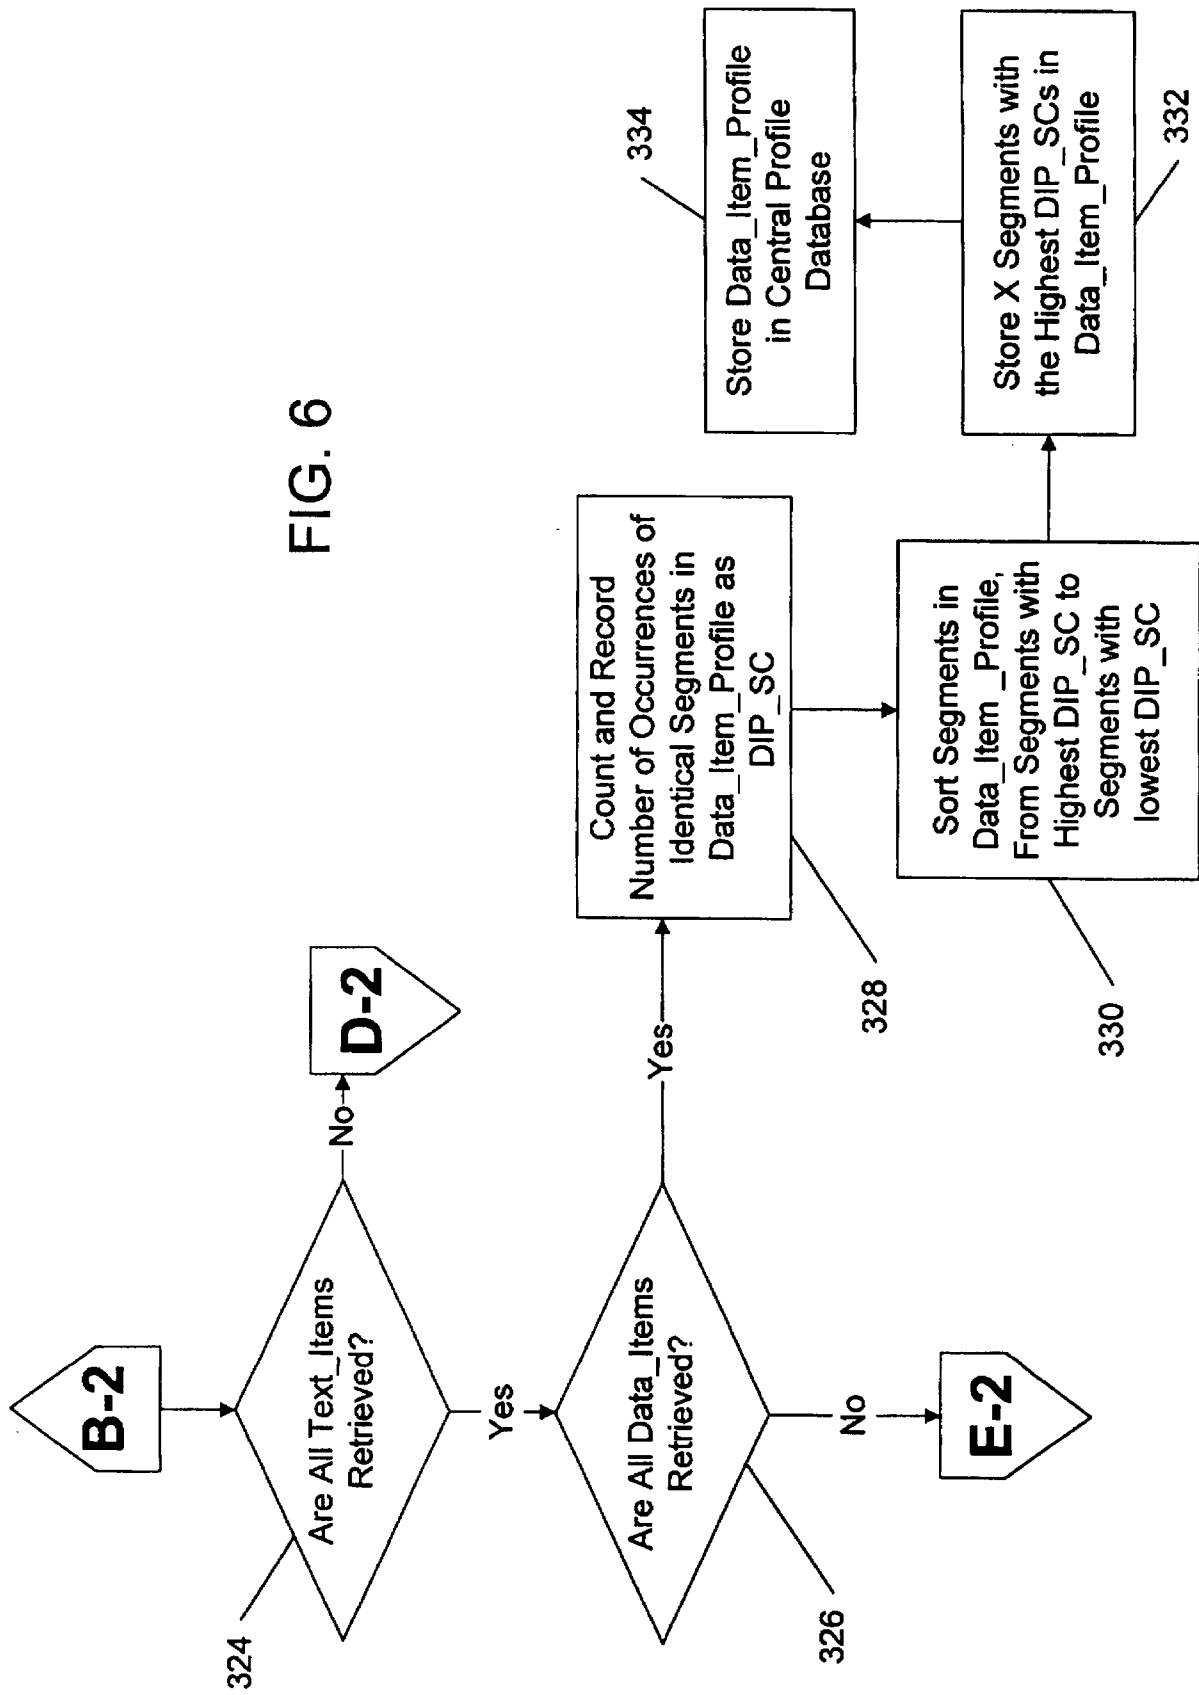 FIG. 6
B-2
324
Are All Text_Items
Retrieved?
No
D-2
Yes
326
Are All Data_Items
Retrieved?
No
E-2
Yes
Count and Record
Number of Occurrences of
Identical Segments in
Data_Item_Profile as
DIP_SC
328
Sort Segments in
Data_Item _Profile,
From Segments with
Highest DIP_SC to
Segments with
lowest DIP_SC
330
Store X Segments with
the Highest DIP_SCs in
Data_Item_Profile
332
Store Data_Item_Profile
in Central Profile
Database
334